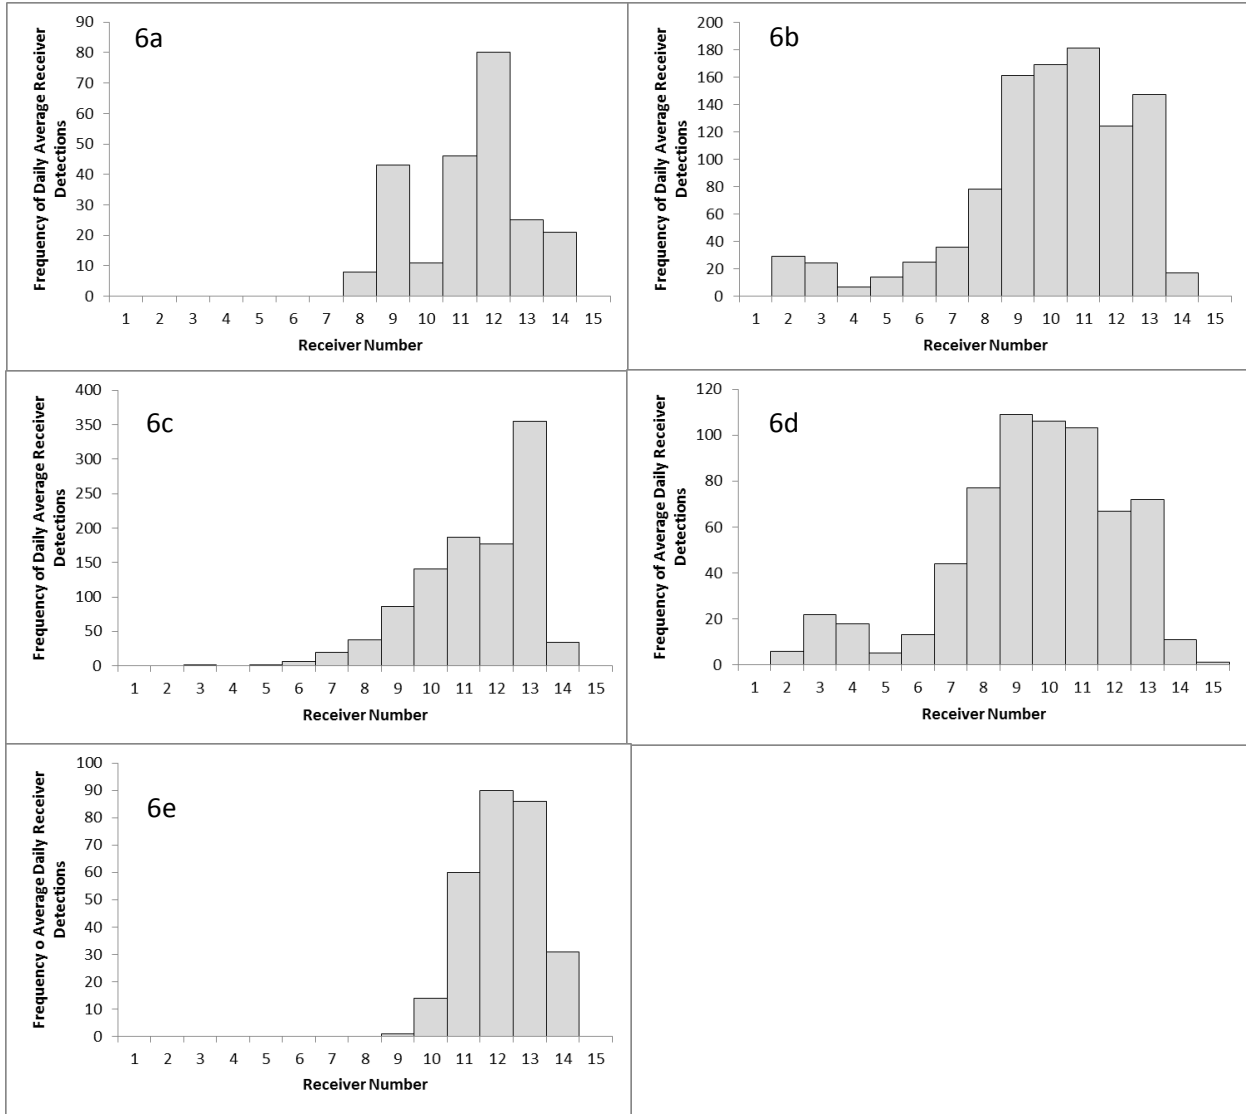 6a
Frequency of Daily Average Receiver
Detections
90
80
70
60
50
40
30
20
10
0
1 2 3 4 5 6 7 8 9 10 11 12 13 14 15
Receiver Number
6b
Frequency of Daily Average Receiver
Detections
200
180
160
140
120
100
80
60
40
20
0
1 2 3 4 5 6 7 8 9 10 11 12 13 14 15
Receiver Number
6c
Frequency of Daily Average Receiver
Detections
400
350
300
250
200
150
100
50
0
1 2 3 4 5 6 7 8 9 10 11 12 13 14 15
Receiver Number
6d
Frequency of Average Daily Receiver
Detections
120
100
80
60
40
20
0
1 2 3 4 5 6 7 8 9 10 11 12 13 14 15
Receiver Number
6e
Frequency o Average Daily Receiver
Detections
100
90
80
70
60
50
40
30
20
10
0
1 2 3 4 5 6 7 8 9 10 11 12 13 14 15
Receiver Number